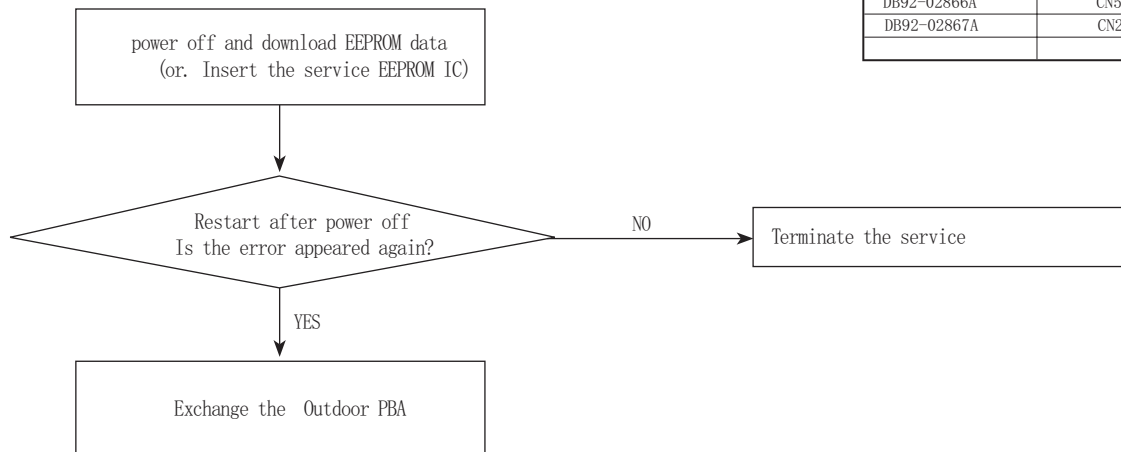 DB92-02866A CN5
DB92-02867A CN2
power off and download EEPROM data
(or. Insert the service EEPROM IC)
Restart after power off
Is the error appeared again?
NO
Terminate the service
YES
Exchange the Outdoor PBA